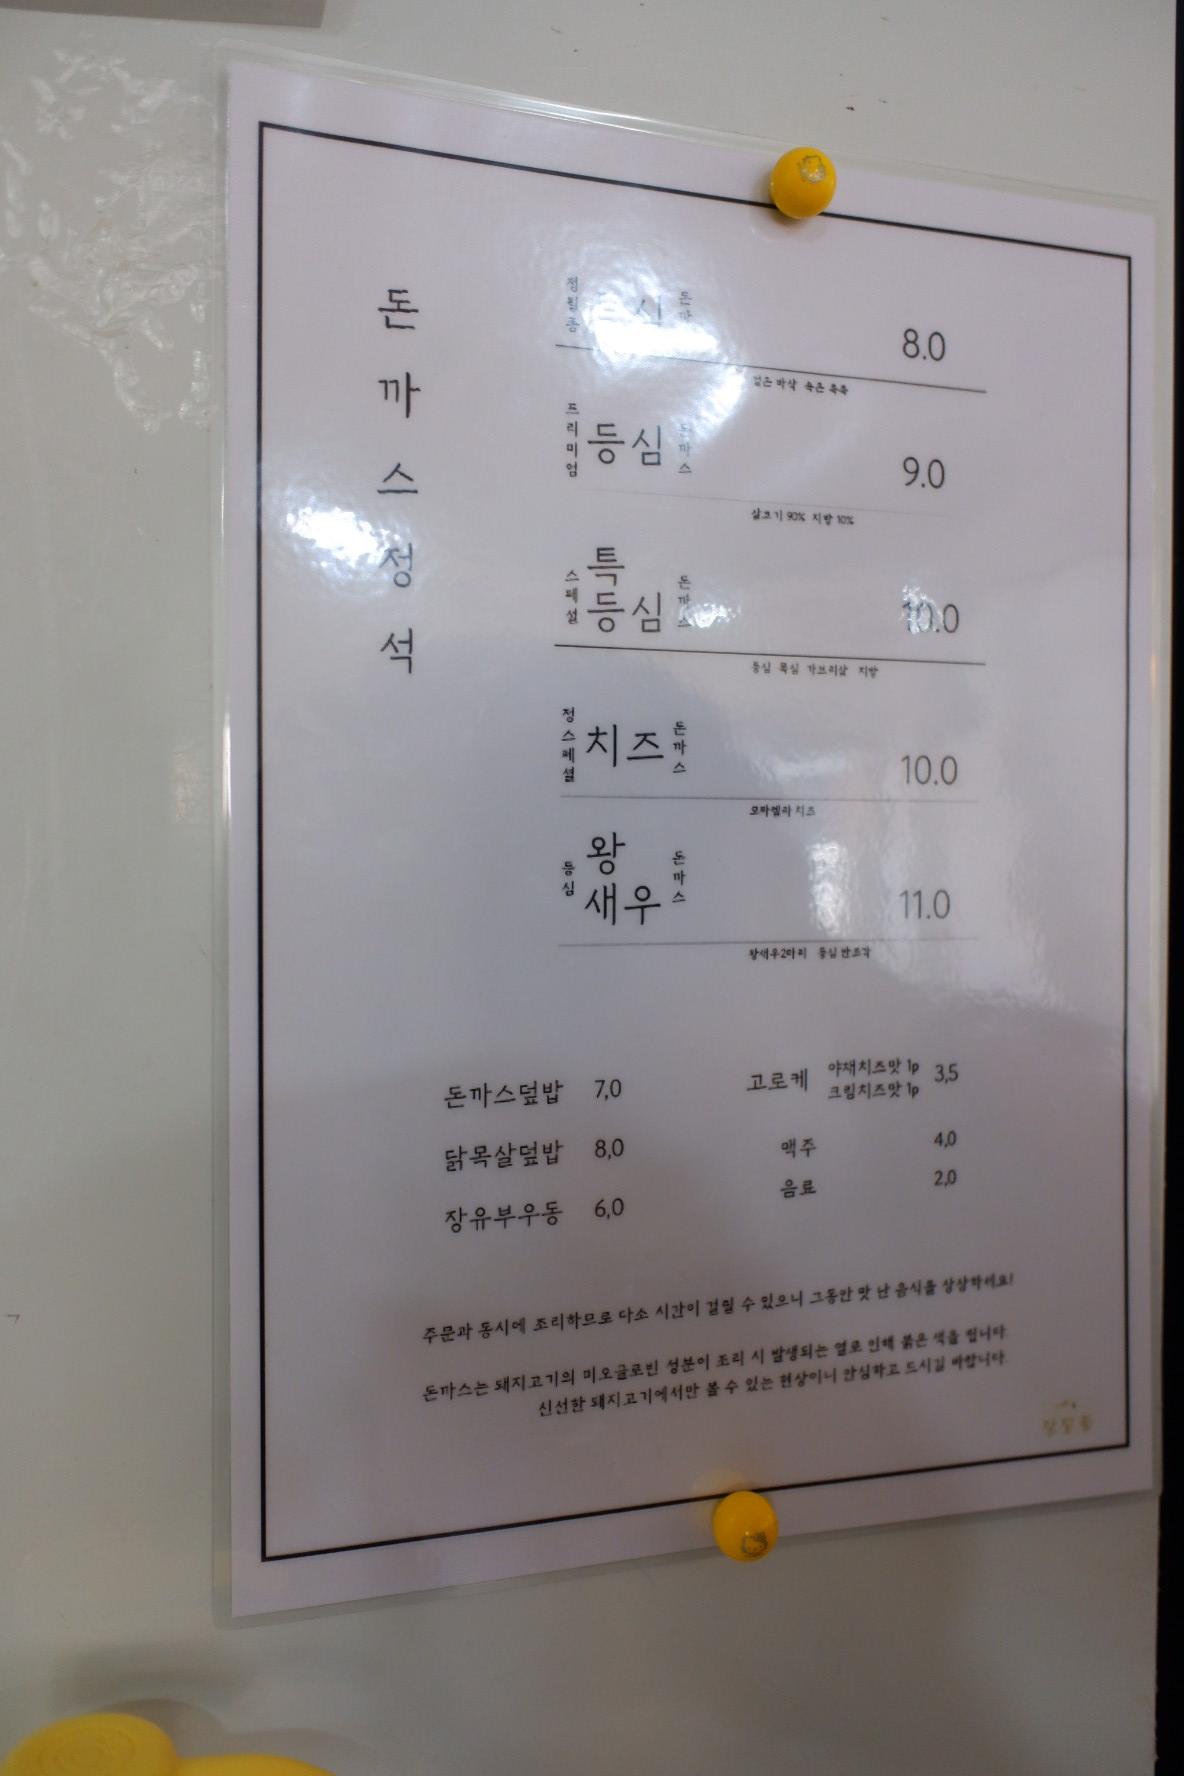 돈까스정석
등심 돈까스 8.0
겉은 바삭 속은 촉촉
프리미엄 등심 돈까스 9.0
살코기 90% 지방 10%
스페셜 특등심 돈까스 10.0
등심 목심 가브리살 지방
정스페셜 치즈 돈까스 10.0
모짜렐라 치즈
등심 왕새우 돈까스 11.0
왕새우2마리 등심 반조각
돈까스덮밥 7,0
닭목살덮밥 8,0
장유부우동 6,0
고로케 야채치즈맛 1p 크림치즈맛 1p 3,5
맥주 4,0
음료 2,0
주문과 동시에 조리하므로 다소 시간이 걸릴 수 있으니 그동안 맛 난 음식을 상상하세요!
돈까스는 돼지고기의 미오글로빈 성분이 조리 시 발생되는 열로 인해 붉은 색을 띕니다.
신선한 돼지고기에서만 볼 수 있는 현상이니 안심하고 드시길 바랍니다.